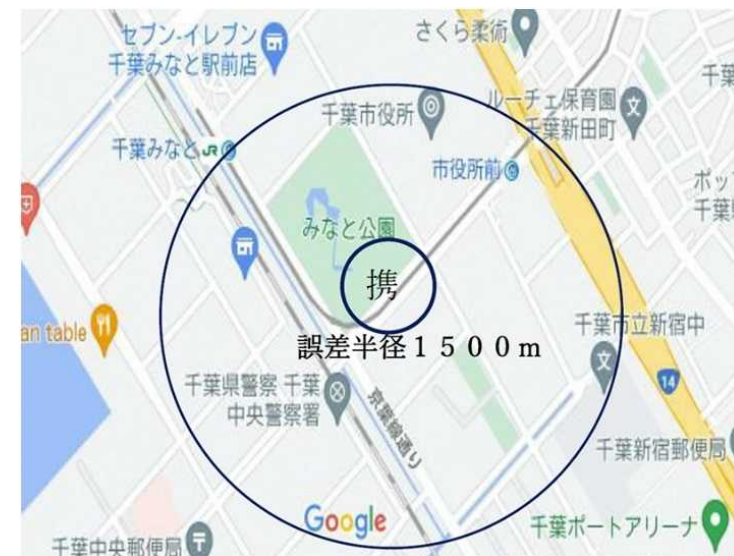 セブン-イレブン
千葉みなと駅前店
さくら柔術
千葉市役所
ルーチェ保育園
千葉新田町
千葉
千葉みなとJR
市役所前
ポッ
千葉県
みなと公園
携
an table
誤差半径1500m
千葉市立新宿中
千葉県警察 千葉
中央警察署
京葉線通り
14
千葉新宿郵便局
Google
千葉ポートアリーナ
千葉中央郵便局